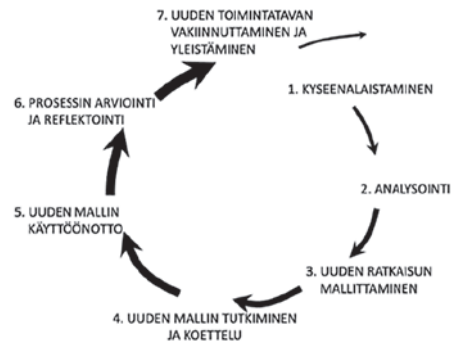 7. UUDEN TOIMINTATAVAN
VAKIINNUTTAMINEN JA
YLEISTÄMINEN
1. KYSEENALAISTAMINEN
2. ANALYSOINTI
3. UUDEN RATKAISUN
MALLITTAMINEN
4. UUDEN MALLIN TUTKIMINEN
JA KOETTELU
5. UUDEN MALLIN
KÄYTTÖÖNOTTO
6. PROSESSIN ARVIOINTI
JA REFLEKTOINTI